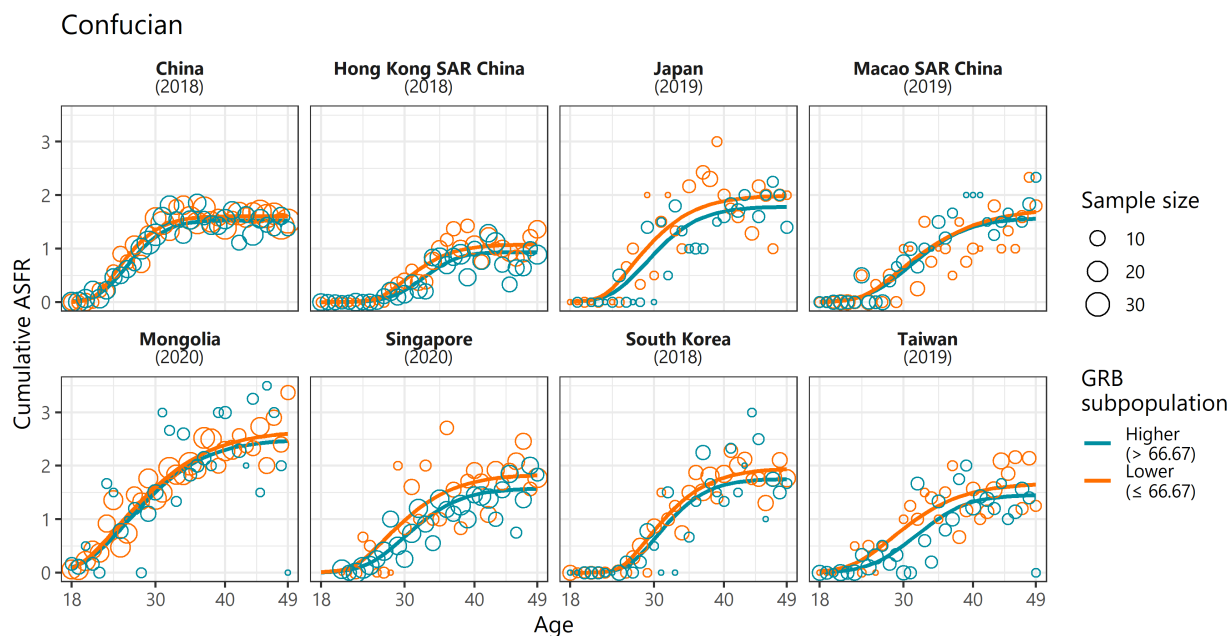 Confucian
China
(2018)
Hong Kong SAR China
(2018)
Japan
(2019)
Macao SAR China
(2019)
3
2
1
0
Mongolia
(2020)
Singapore
(2020)
South Korea
(2018)
Taiwan
(2019)
3
2
1
0
18
30
40
49
18
30
40
49
18
30
40
49
18
30
40
49
Cumulative ASFR
Age
Sample size
10
20
30
GRB
subpopulation
Higher
(> 66.67)
Lower
(≤ 66.67)